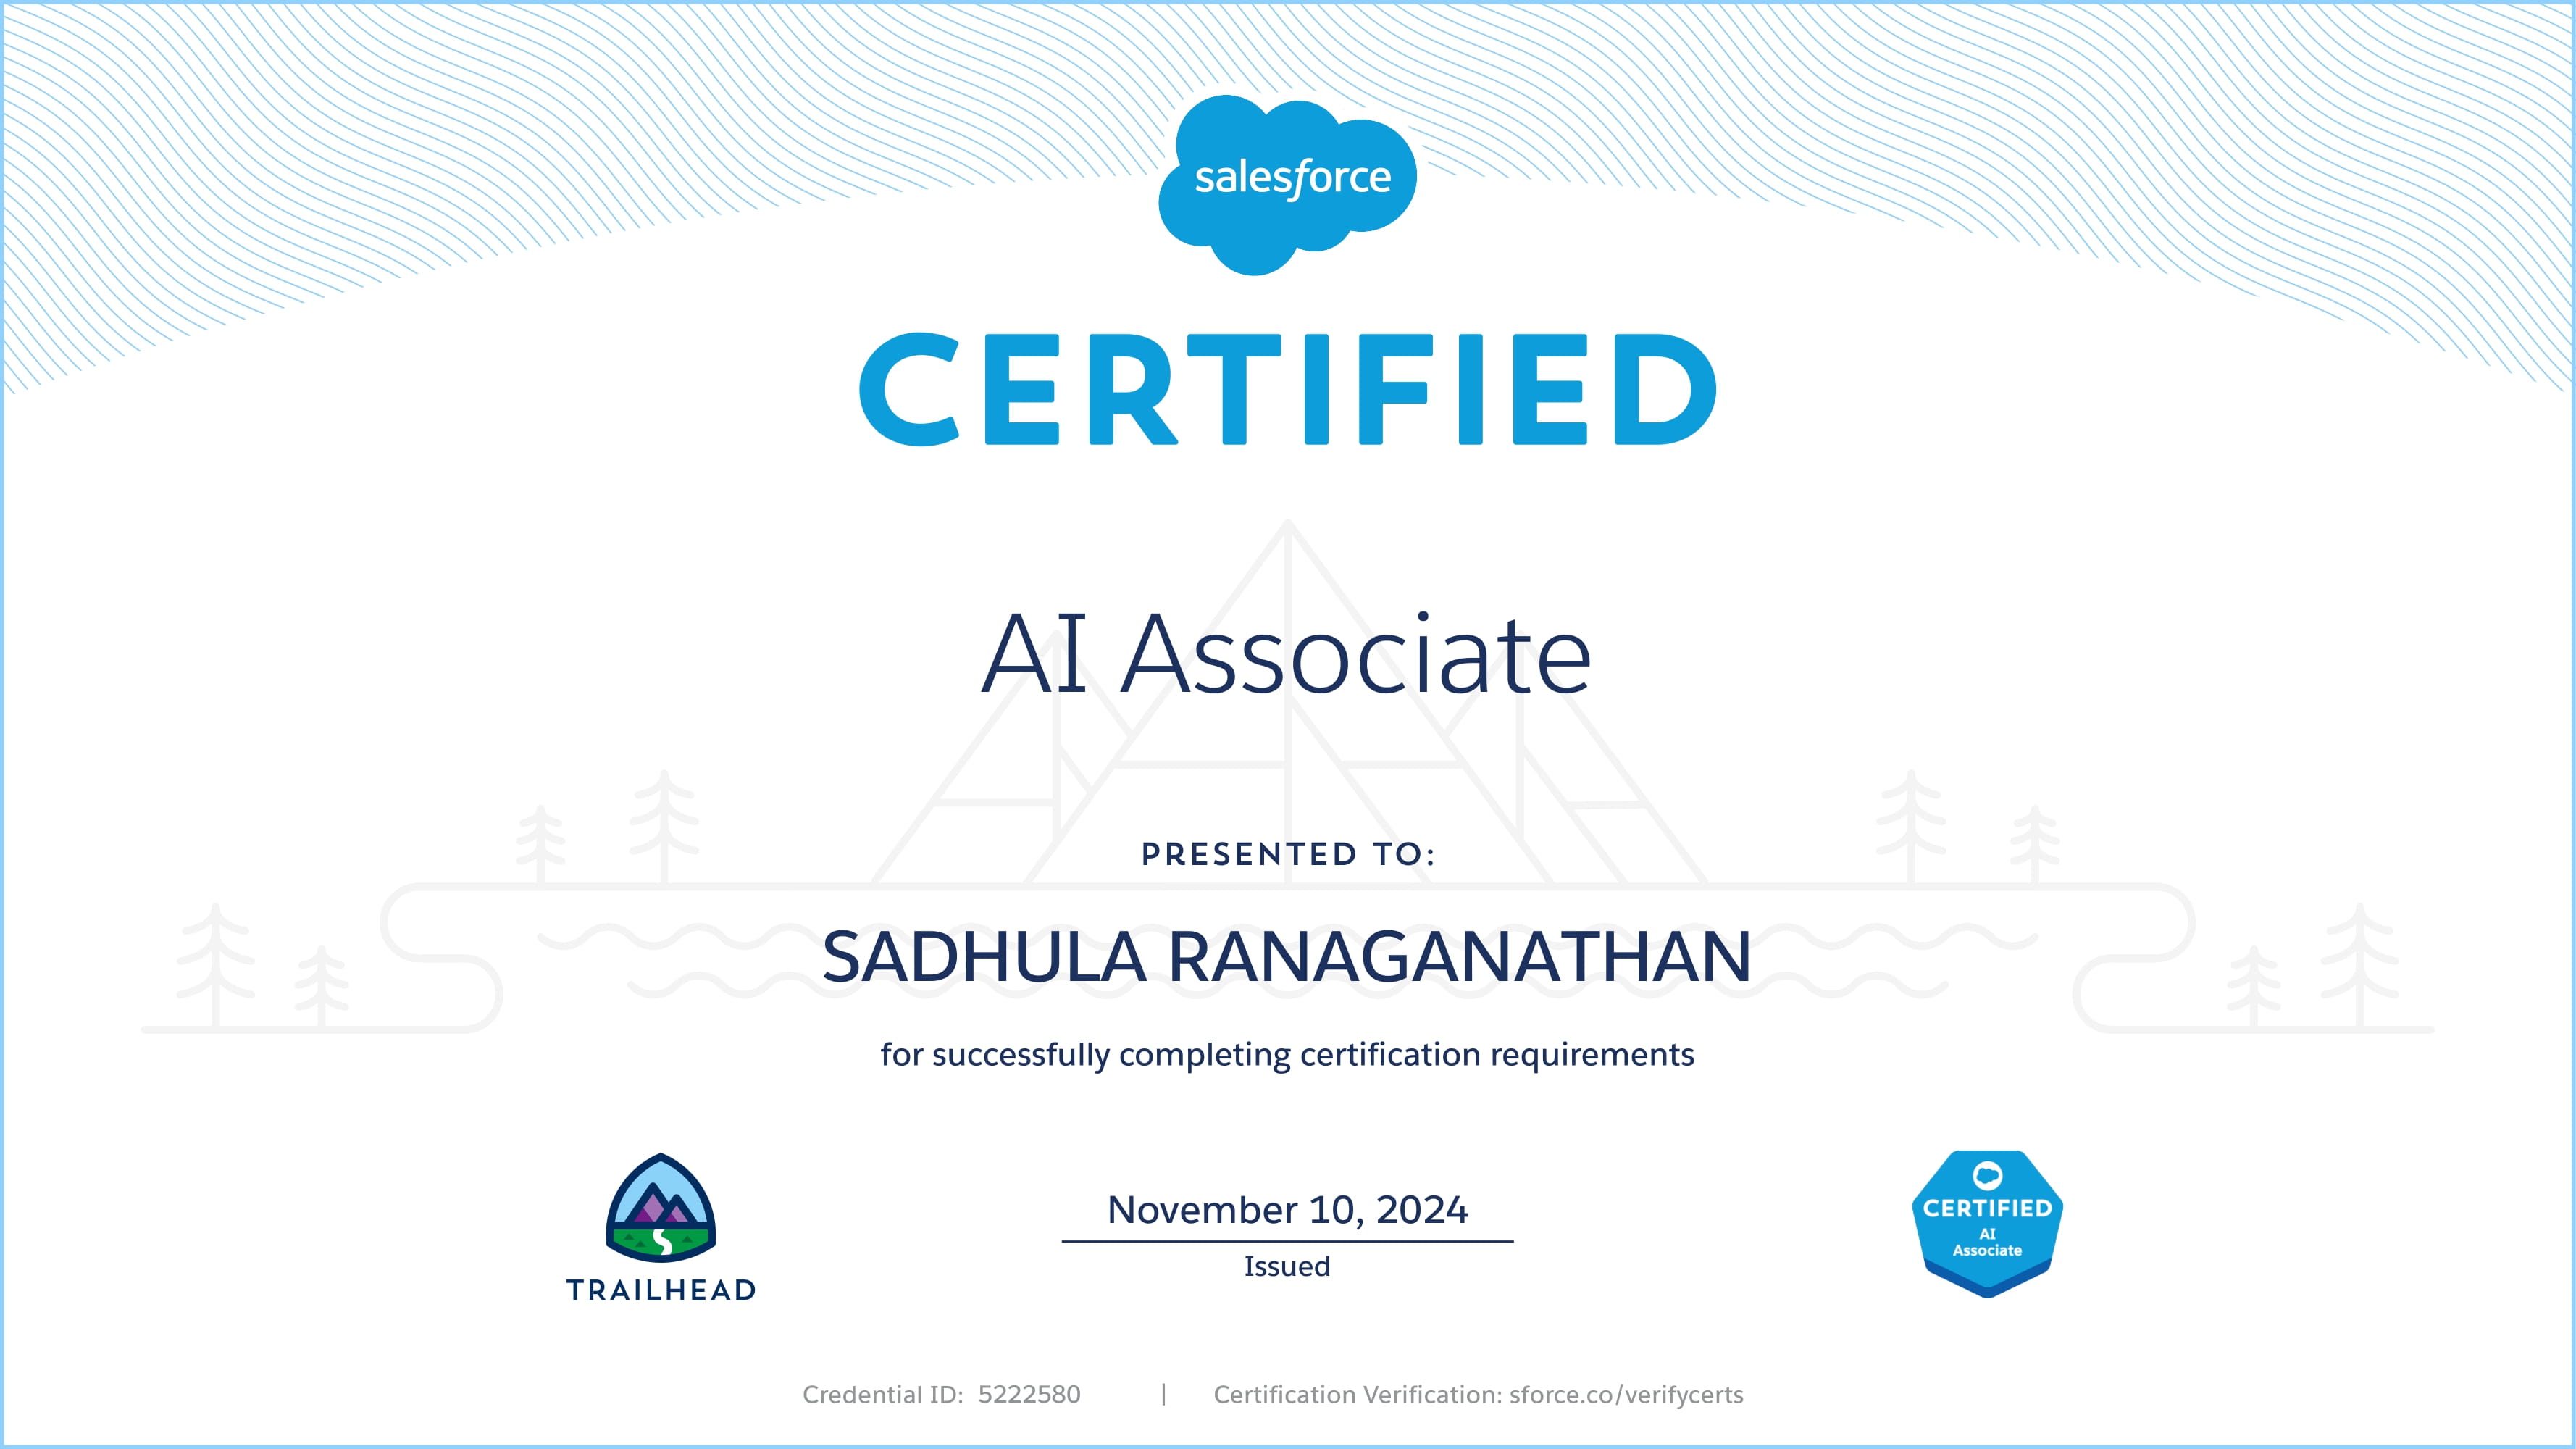 salesforce
CERTIFIED
AI Associate
PRESENTED TO:
SADHULA RANAGANATHAN
for successfully completing certification requirements
November 10, 2024
Issued
TRAILHEAD
CERTIFIED
AI
Associate
Credential ID: 5222580 | Certification Verification: sforce.co/verifycerts